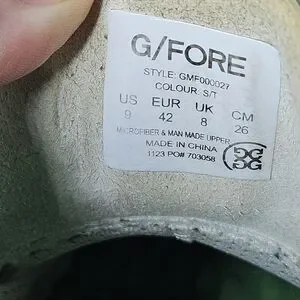 G/FORE
STYLE: GMF000027
COLOUR: S/T
US EUR UK CM
9 42 8 26
MICROFIBER & MAN MADE UPPER
MADE IN CHINA
1123 PO# 703058